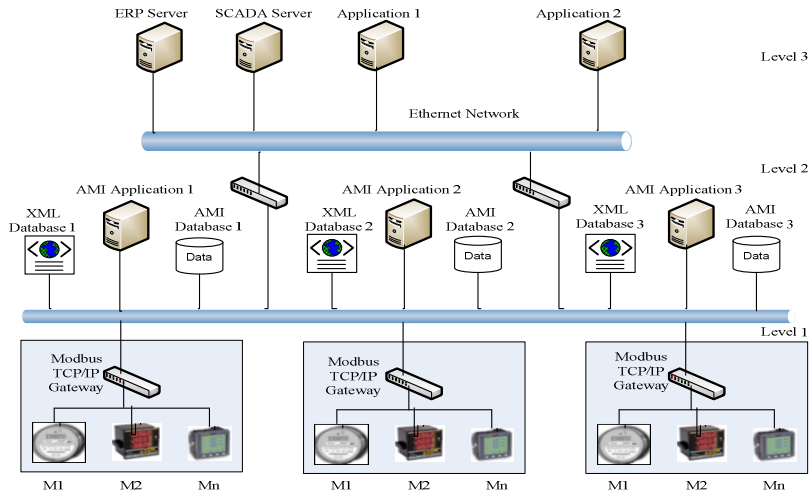 ERP Server
SCADA Server
Application 1
Application 2
Level 3
Ethernet Network
Level 2
XML
Database 1
AMI Application 1
AMI
Database 1
Data
XML
Database 2
AMI Application 2
AMI
Database 2
Data
XML
Database 3
AMI Application 3
AMI
Database 3
Data
Level 1
Modbus
TCP/IP
Gateway
M1
M2
Mn
Modbus
TCP/IP
Gateway
M1
M2
Mn
Modbus
TCP/IP
Gateway
M1
M2
Mn